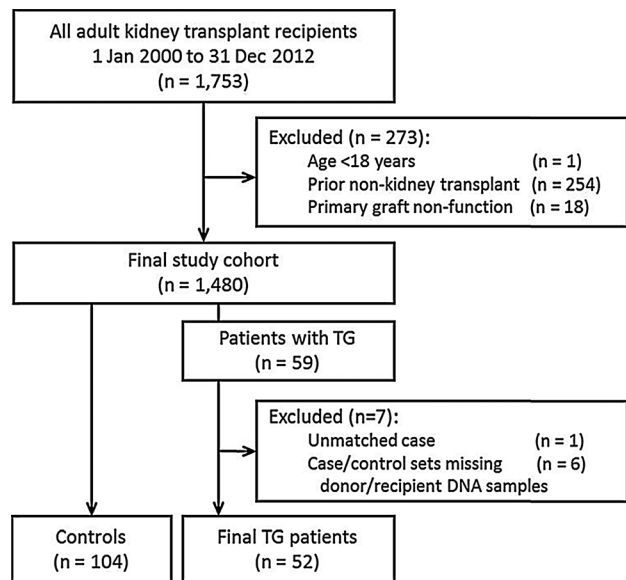 All adult kidney transplant recipients
1 Jan 2000 to 31 Dec 2012
(n = 1,753)
Excluded (n = 273):
Age <18 years (n = 1)
Prior non-kidney transplant (n = 254)
Primary graft non-function (n = 18)
Final study cohort
(n = 1,480)
Patients with TG
(n = 59)
Excluded (n=7):
Unmatched case (n = 1)
Case/control sets missing (n = 6)
donor/recipient DNA samples
Controls
(n = 104)
Final TG patients
(n = 52)